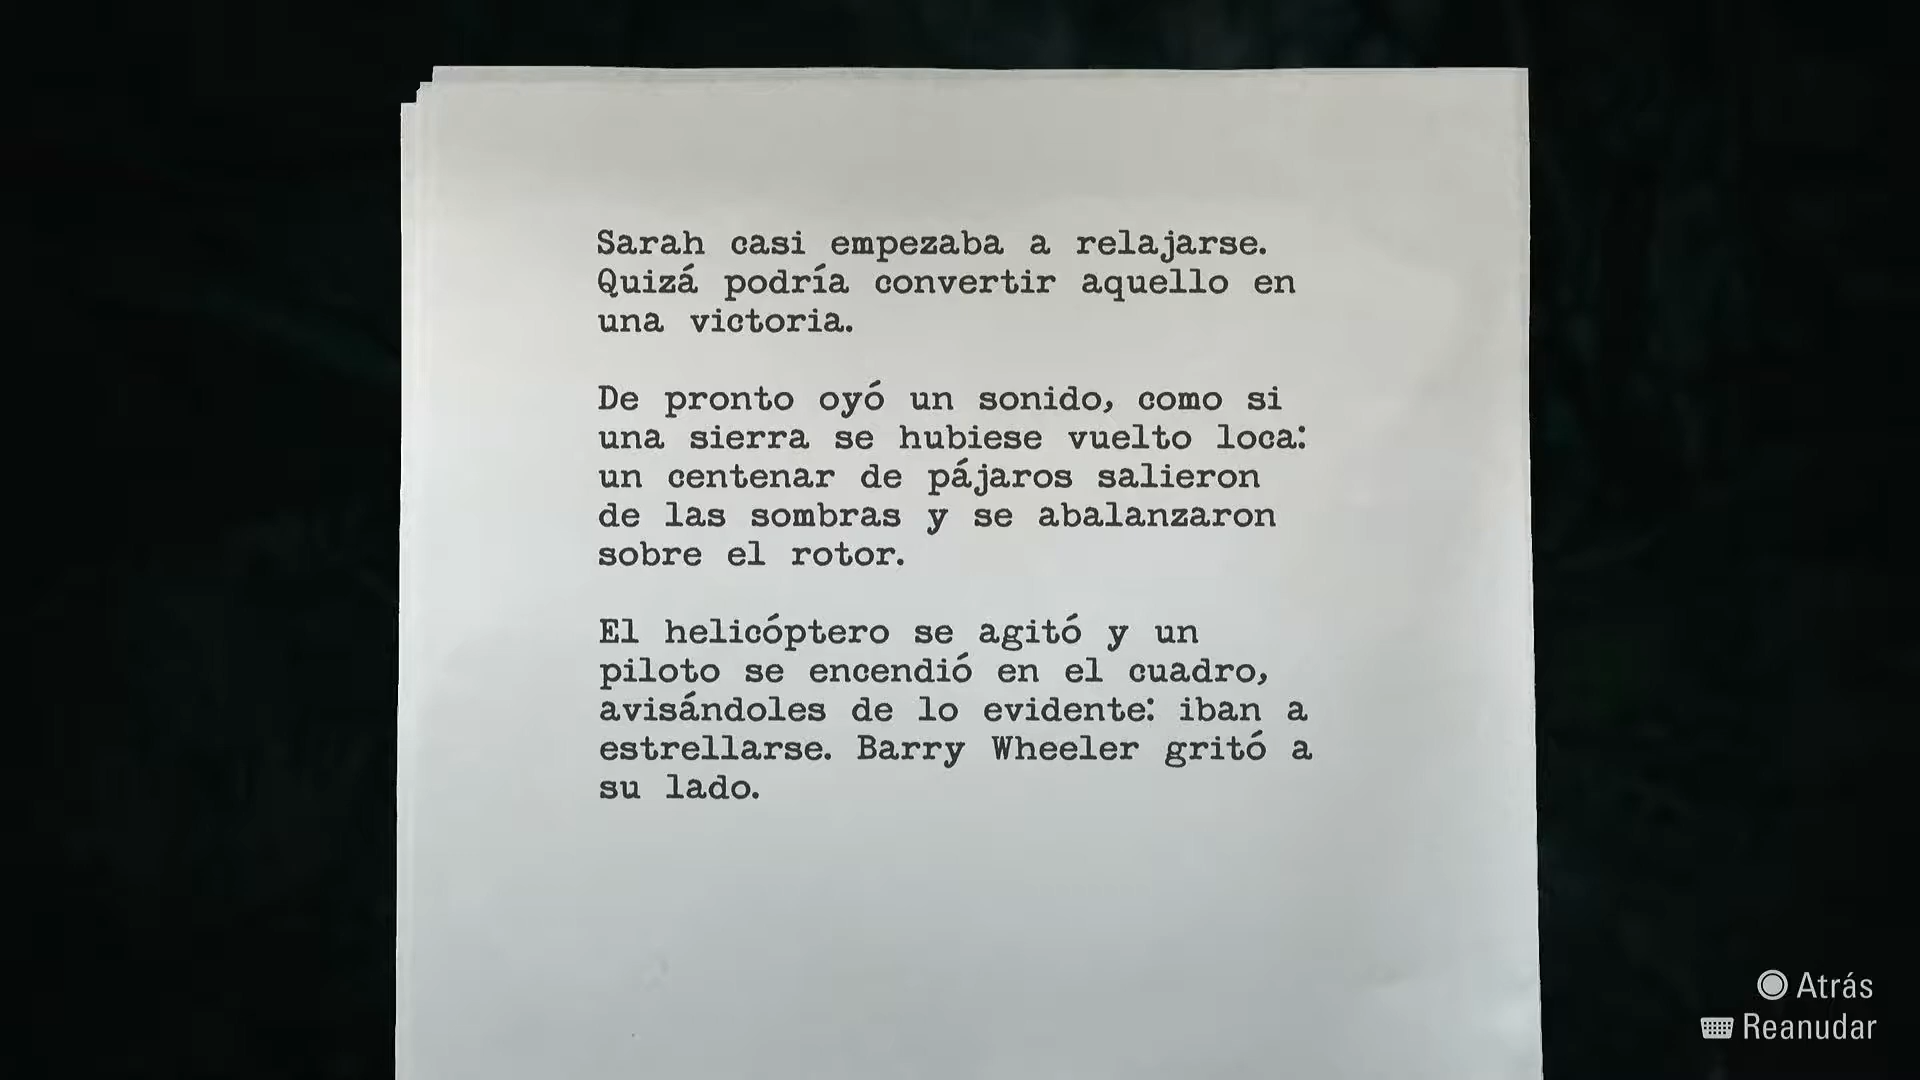 Sarah casi empezaba a relajarse.
Quizá podría convertir aquello en
una victoria.
De pronto oyó un sonido, como si
una sierra se hubiese vuelto loca:
un centenar de pájaros salieron
de las sombras y se abalanzaron
sobre el rotor.
El helicóptero se agitó y un
piloto se encendió en el cuadro,
avisándoles de lo evidente: iban a
estrellarse. Barry Wheeler gritó a
su lado.
Atrás
Reanudar